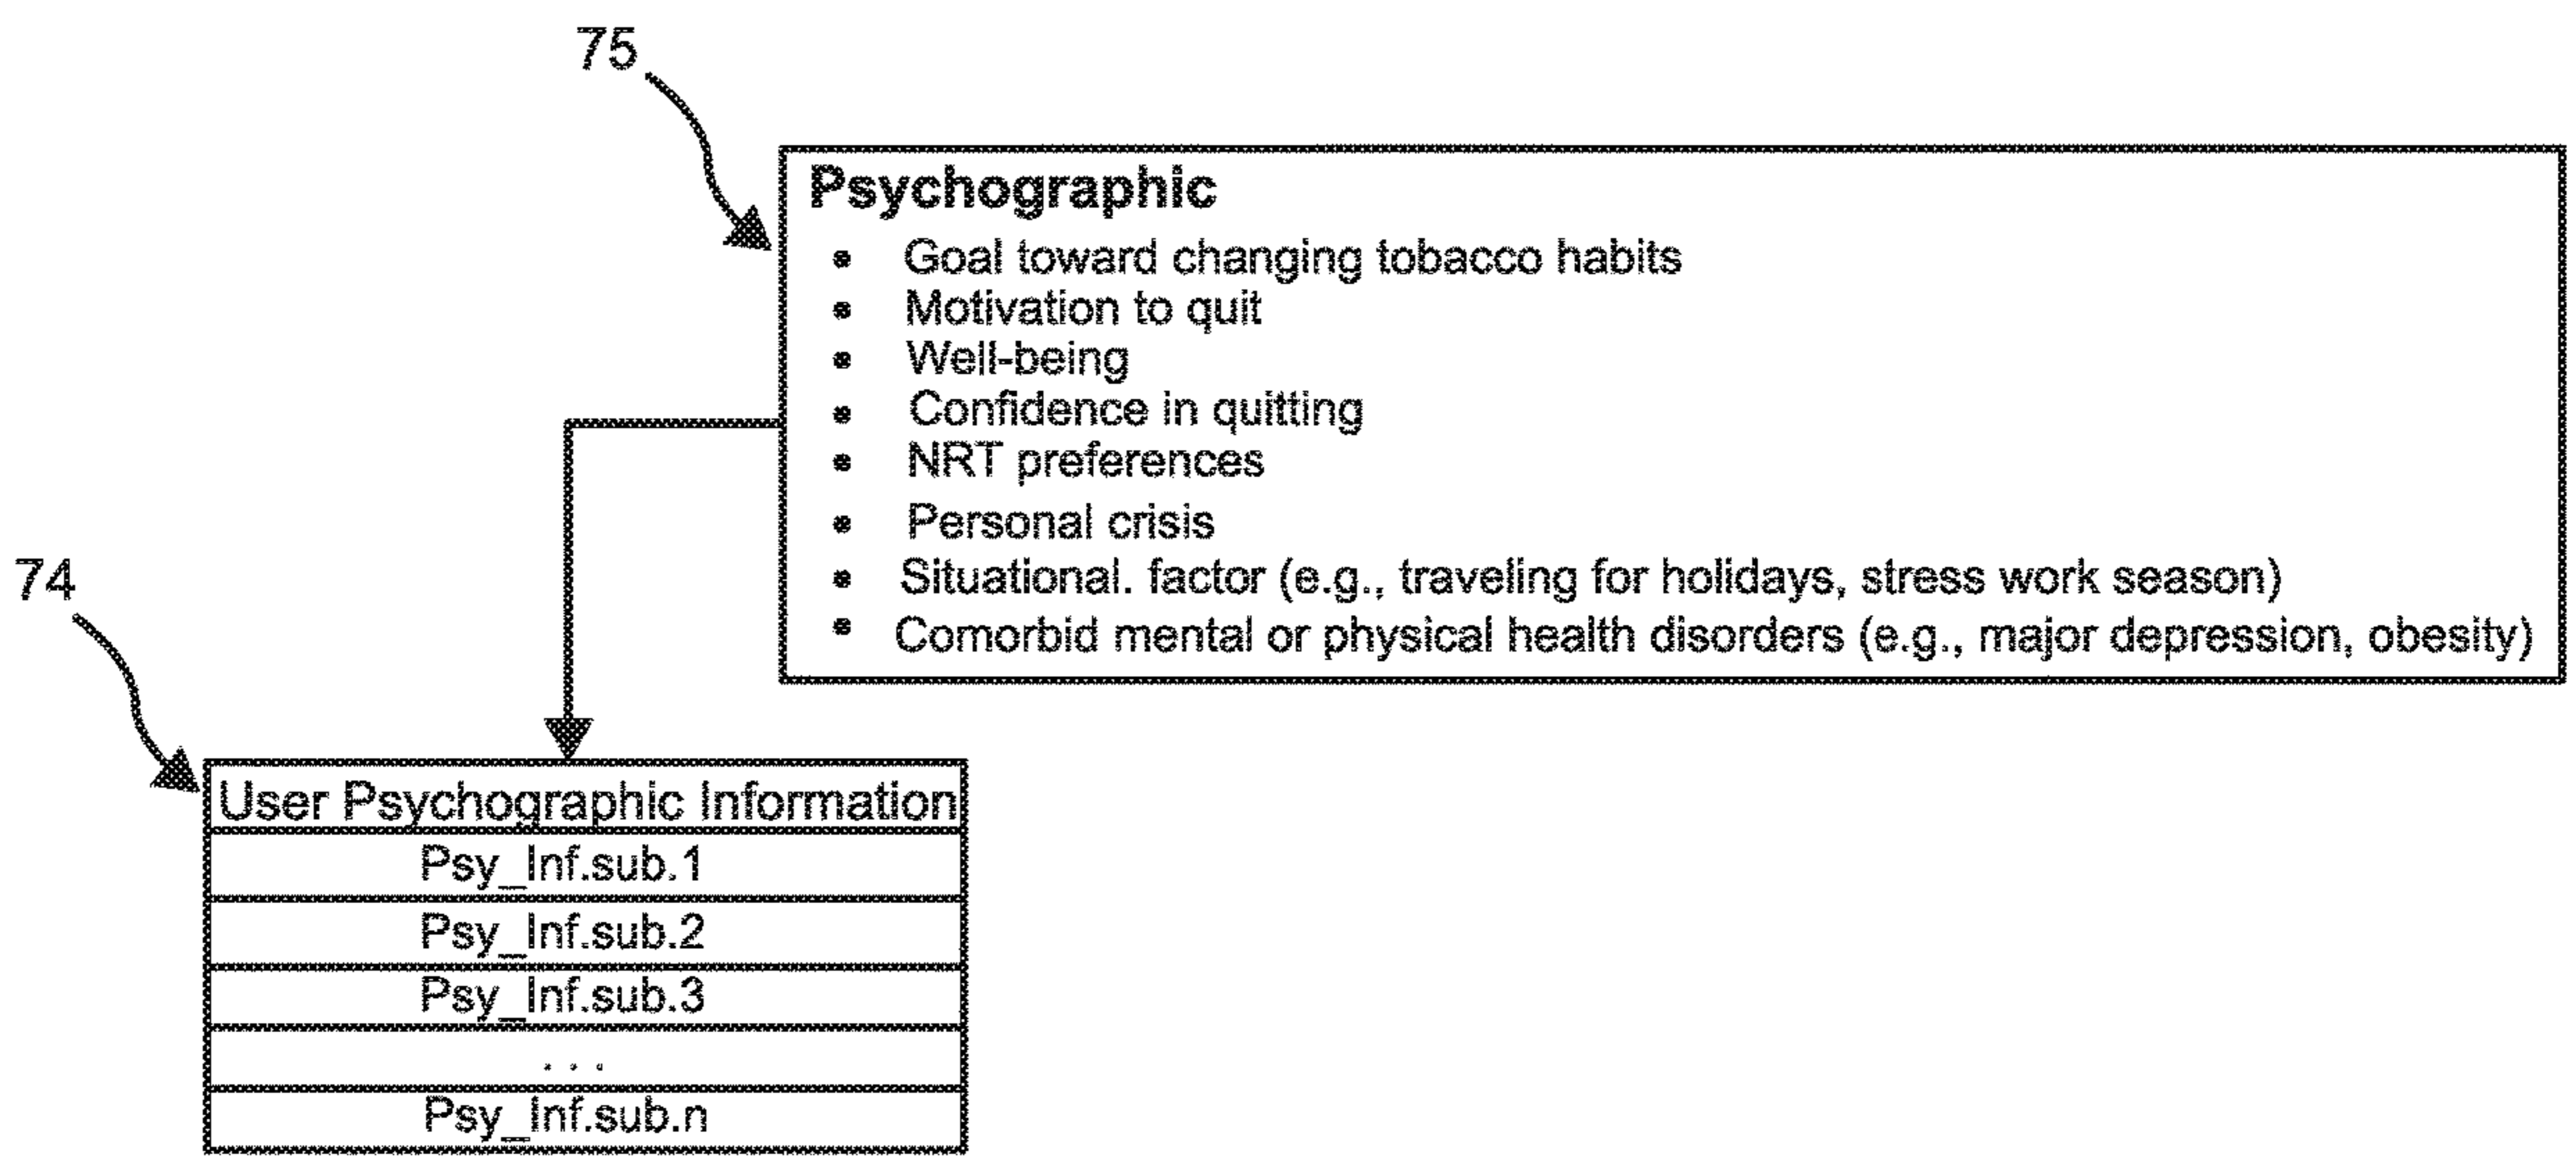 75
Psychographic
• Goal toward changing tobacco habits
• Motivation to quit
• Well-being
• Confidence in quitting
• NRT preferences
• Personal crisis
• Situational. factor (e.g., traveling for holidays, stress work season)
• Comorbid mental or physical health disorders (e.g., major depression, obesity)
74
User Psychographic Information
Psy_Inf.sub.1
Psy_Inf.sub.2
Psy_Inf.sub.3
. . .
Psy_Inf.sub.n